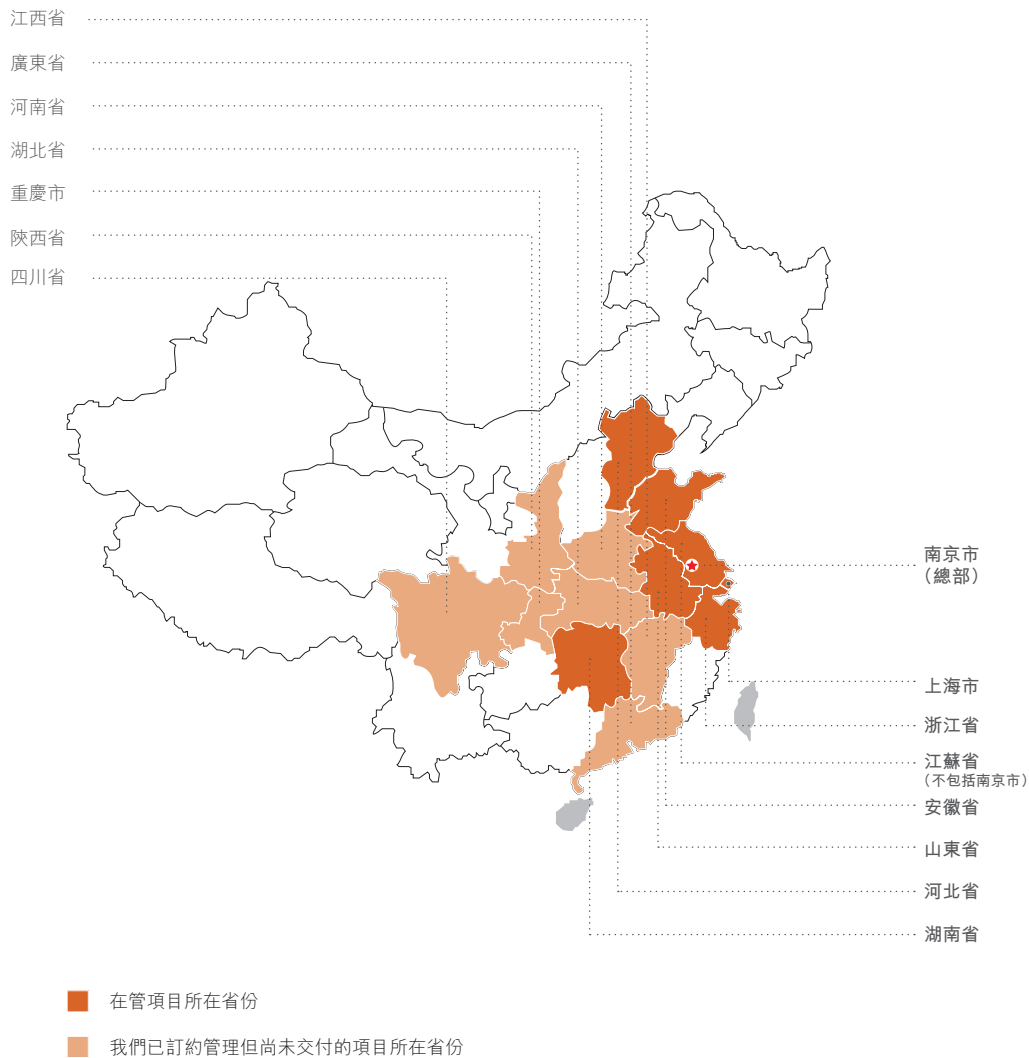 江西省
廣東省
河南省
湖北省
重慶市
陝西省
四川省
南京市
（總部）
上海市
浙江省
江蘇省
（不包括南京市）
安徽省
山東省
河北省
湖南省
在管項目所在省份
我們已訂約管理但尚未交付的項目所在省份